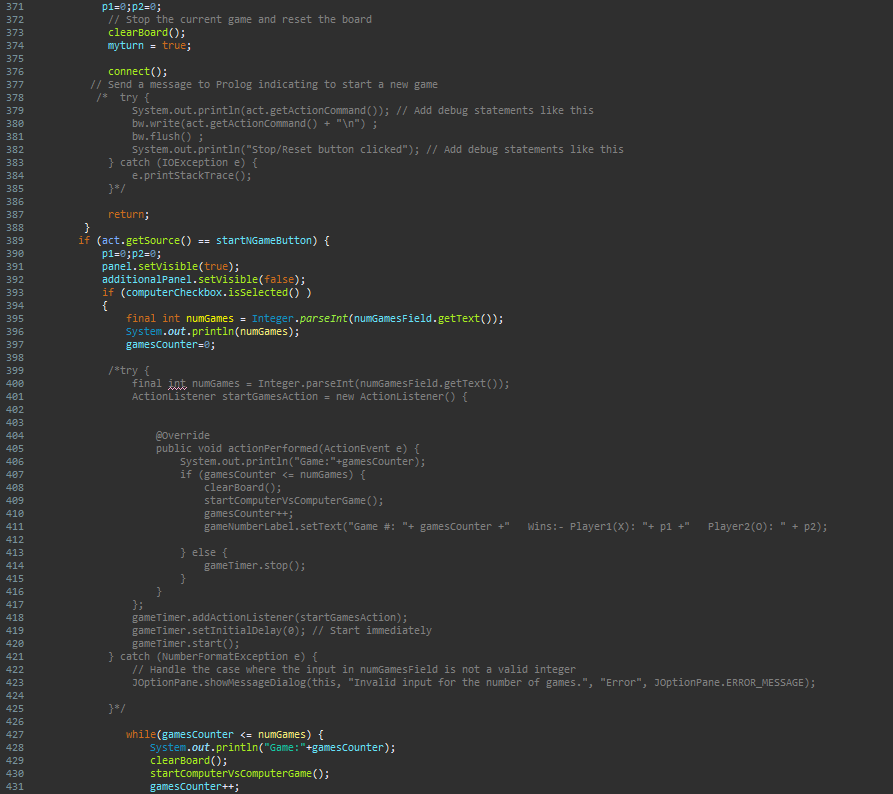 371 p1=0;p2=0;
372 // Stop the current game and reset the board
373 clearBoard();
374 myturn = true;
375
376 connect();
377 // Send a message to Prolog indicating to start a new game
378 /* try {
379 System.out.println(act.getActionCommand()); // Add debug statements like this
380 bw.write(act.getActionCommand() + "\n") ;
381 bw.flush() ;
382 System.out.println("Stop/Reset button clicked"); // Add debug statements like this
383 } catch (IOException e) {
384 e.printStackTrace();
385 }*/
386
387 return;
388 }
389 if (act.getSource() == startNGameButton) {
390 p1=0;p2=0;
391 panel.setVisible(true);
392 additionalPanel.setVisible(false);
393 if (computerCheckbox.isSelected() )
394 {
395 final int numGames = Integer.parseInt(numGamesField.getText());
396 System.out.println(numGames);
397 gamesCounter=0;
398
399 /*try {
400 final int numGames = Integer.parseInt(numGamesField.getText());
401 ActionListener startGamesAction = new ActionListener() {
402
403
404 @Override
405 public void actionPerformed(ActionEvent e) {
406 System.out.println("Game:"+gamesCounter);
407 if (gamesCounter <= numGames) {
408 clearBoard();
409 startComputerVsComputerGame();
410 gamesCounter++;
411 gameNumberLabel.setText("Game #: "+ gamesCounter +"   Wins:- Player1(X): "+ p1 +"   Player2(O): " + p2);
412
413 } else {
414 gameTimer.stop();
415 }
416 }
417 };
418 gameTimer.addActionListener(startGamesAction);
419 gameTimer.setInitialDelay(0); // Start immediately
420 gameTimer.start();
421 } catch (NumberFormatException e) {
422 // Handle the case where the input in numGamesField is not a valid integer
423 JOptionPane.showMessageDialog(this, "Invalid input for the number of games.", "Error", JOptionPane.ERROR_MESSAGE);
424
425 }*/
426
427 while(gamesCounter <= numGames) {
428 System.out.println("Game:"+gamesCounter);
429 clearBoard();
430 startComputerVsComputerGame();
431 gamesCounter++;